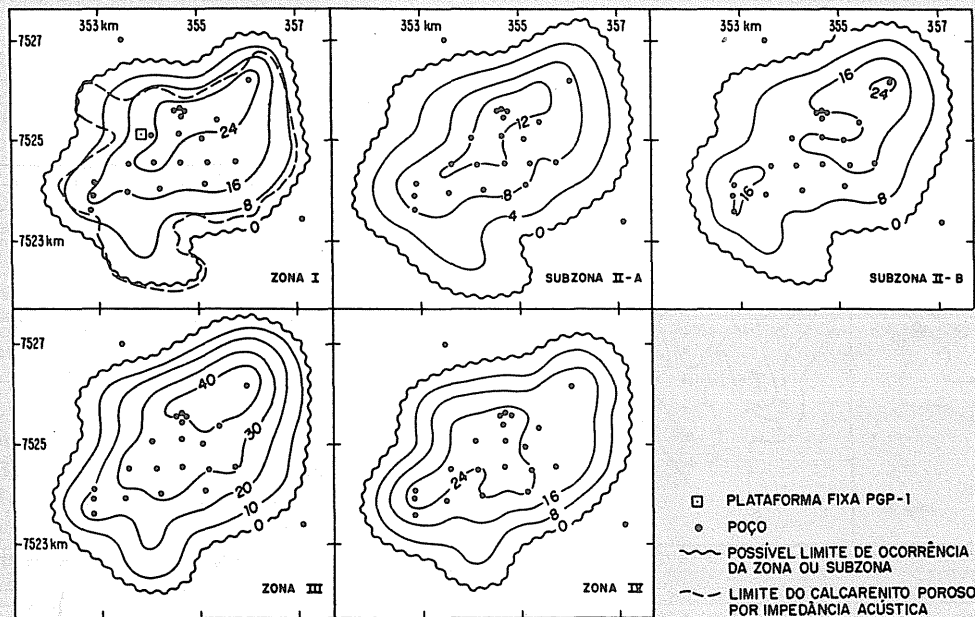 353 km 355 357 355 357 353 km 355 357
7527
7525
7523 km
24
16
8
0
ZONA I
12
8
4
0
SUBZONA II-A
16
24
16
8
0
SUBZONA II-B
7527
7525
7523 km
40
30
20
10
0
ZONA III
24
16
8
0
ZONA IV
PLATAFORMA FIXA PGP-1
POÇO
POSSÍVEL LIMITE DE OCORRÊNCIA
DA ZONA OU SUBZONA
LIMITE DO CALCARENITO POROSO
POR IMPEDÂNCIA ACÚSTICA